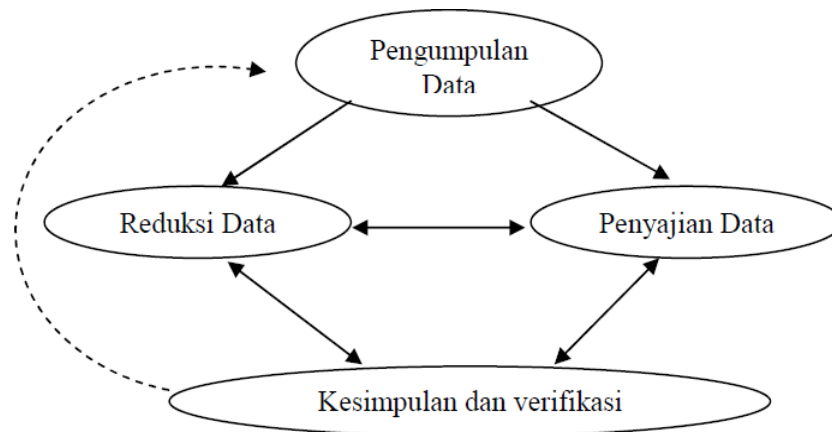 Pengumpulan
Data
Reduksi Data
Penyajian Data
Kesimpulan dan verifikasi